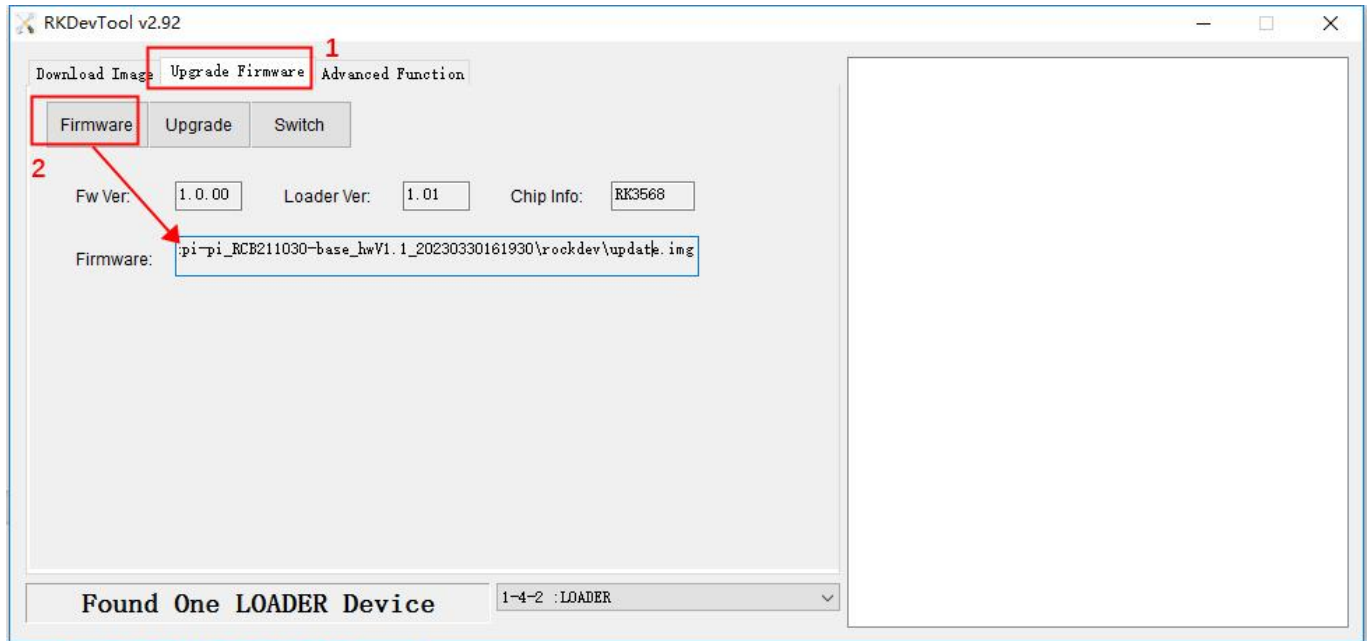 RKDevTool v2.92
1
Download Image Upgrade Firmware Advanced Function
Firmware Upgrade Switch
2
Fw Ver: 1.0.00 Loader Ver: 1.01 Chip Info: RK3568
Firmware: :pi-pi_RCB211030-base_hwV1.1_20230330161930\rockdev\update.img
Found One LOADER Device 1-4-2 :LOADER